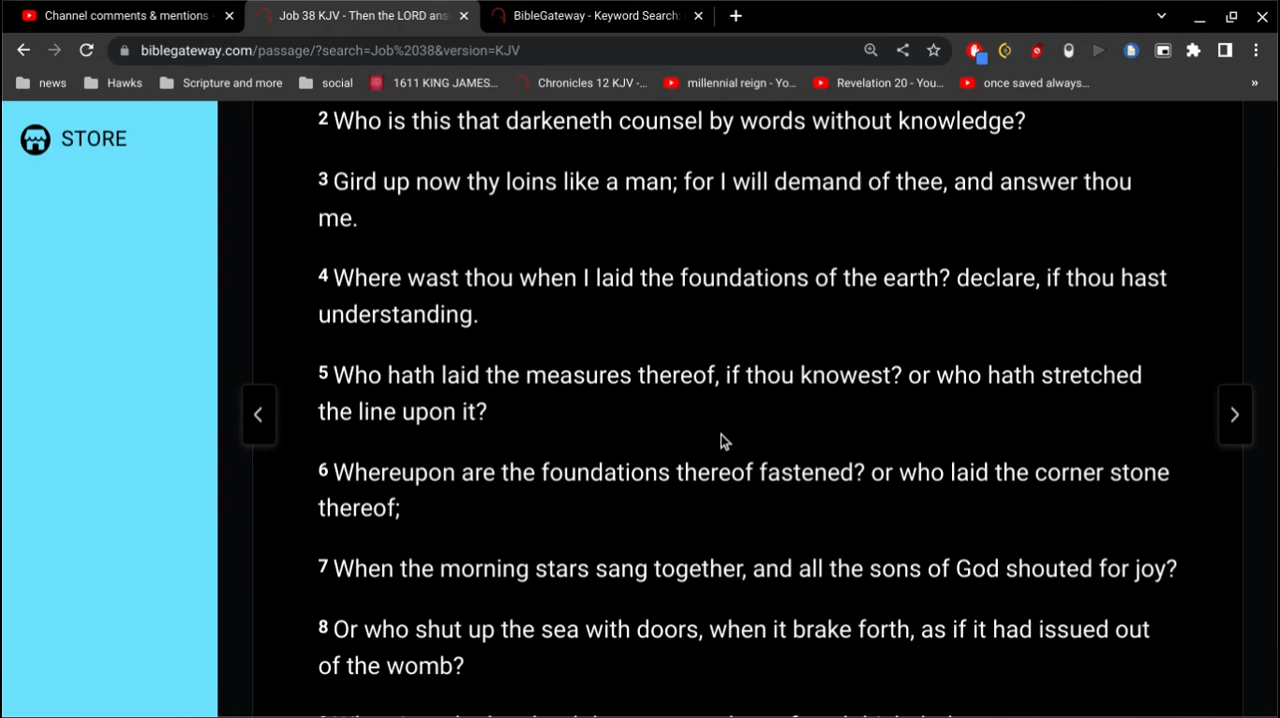 Channel comments & mentions
Job 38 KJV - Then the LORD ans
BibleGateway - Keyword Search:
biblegateway.com/passage/?search=Job%2038&version=KJV
news
Hawks
Scripture and more
social
1611 KING JAMES...
Chronicles 12 KJV -...
millennial reign - Yo...
Revelation 20 - You...
once saved always...
»
STORE
2 Who is this that darkeneth counsel by words without knowledge?
3 Gird up now thy loins like a man; for I will demand of thee, and answer thou
me.
4 Where wast thou when I laid the foundations of the earth? declare, if thou hast
understanding.
5 Who hath laid the measures thereof, if thou knowest? or who hath stretched
the line upon it?
6 Whereupon are the foundations thereof fastened? or who laid the corner stone
thereof;
7 When the morning stars sang together, and all the sons of God shouted for joy?
8 Or who shut up the sea with doors, when it brake forth, as if it had issued out
of the womb?